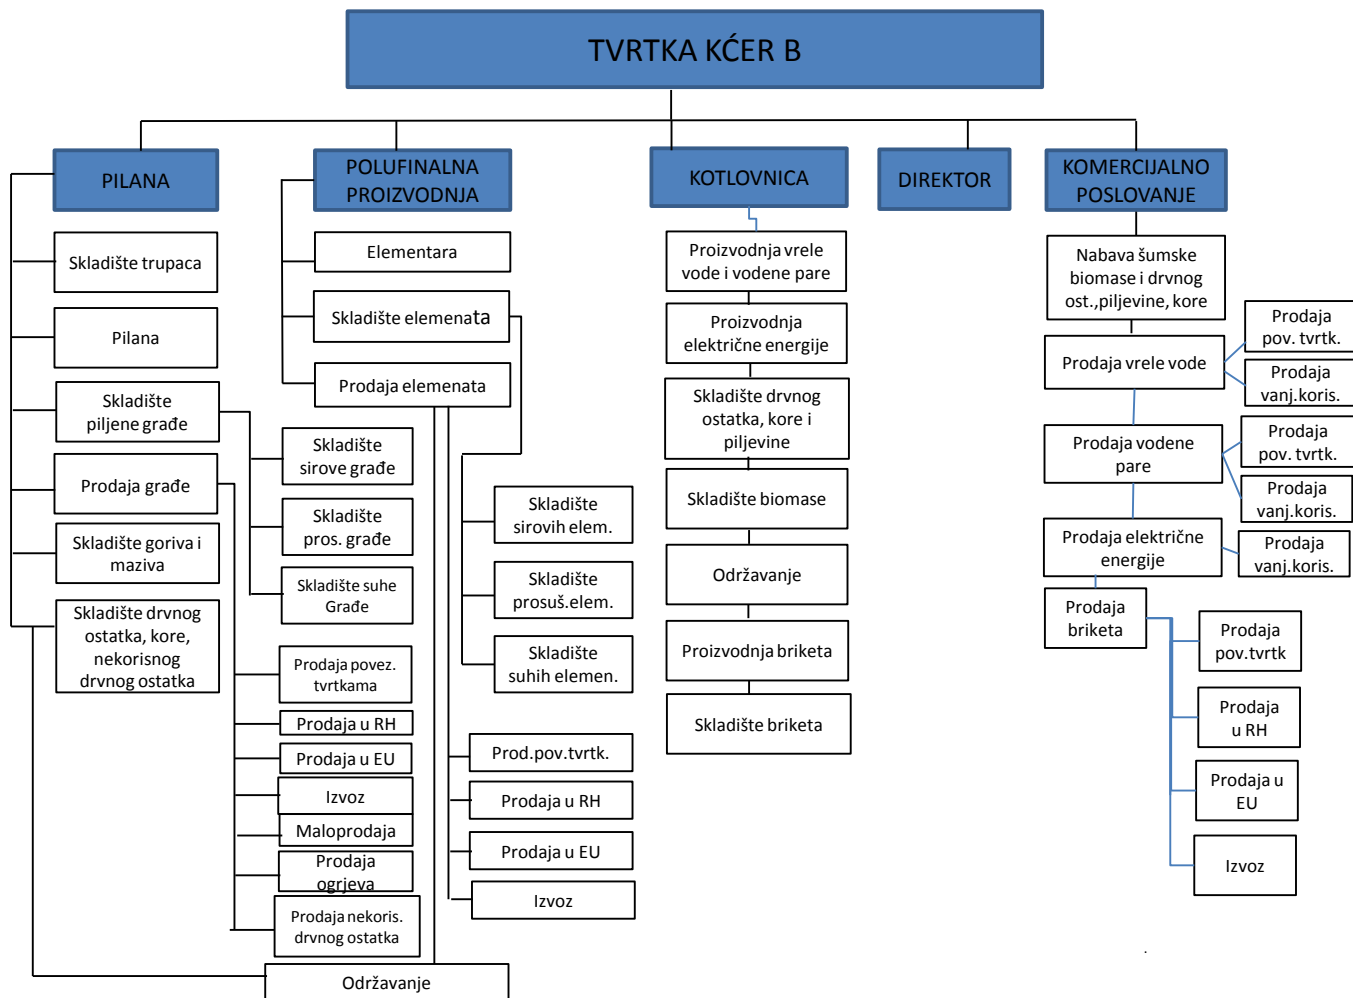 TVRTKA KĆER B
PILANA
POLUFINALNA
PROIZVODNJA
KOTLOVNICA
DIREKTOR
KOMERCIJALNO
POSLOVANJE
Skladište trupaca
Pilana
Skladište
piljene građe
Prodaja građe
Skladište goriva i
maziva
Skladište drvnog
ostatka, kore,
nekorisnog
drvnog ostatka
Skladište
sirove građe
Skladište
pros. građe
Skladište suhe
Građe
Prodaja povez.
tvrtkama
Prodaja u RH
Prodaja u EU
Izvoz
Maloprodaja
Prodaja
ogrjeva
Prodaja nekoris.
drvnog ostatka
Održavanje
Elementara
Skladište elemenata
Prodaja elemenata
Skladište
sirovih elem.
Skladište
prosuš.elem.
Skladište
suhih elemen.
Prod.pov.tvrtk.
Prodaja u RH
Prodaja u EU
Izvoz
Proizvodnja vrele
vode i vodene pare
Proizvodnja
električne energije
Skladište drvnog
ostatka, kore i
piljevine
Skladište biomase
Održavanje
Proizvodnja briketa
Skladište briketa
Nabava šumske
biomase i drvnog
ost.,piljevine, kore
Prodaja vrele vode
Prodaja
pov. tvrtk.
Prodaja
vanj.koris.
Prodaja vodene
pare
Prodaja
pov. tvrtk.
Prodaja
vanj.koris.
Prodaja električne
energije
Prodaja
vanj.koris.
Prodaja
briketa
Prodaja
pov.tvrtk
Prodaja
u RH
Prodaja u
EU
Izvoz